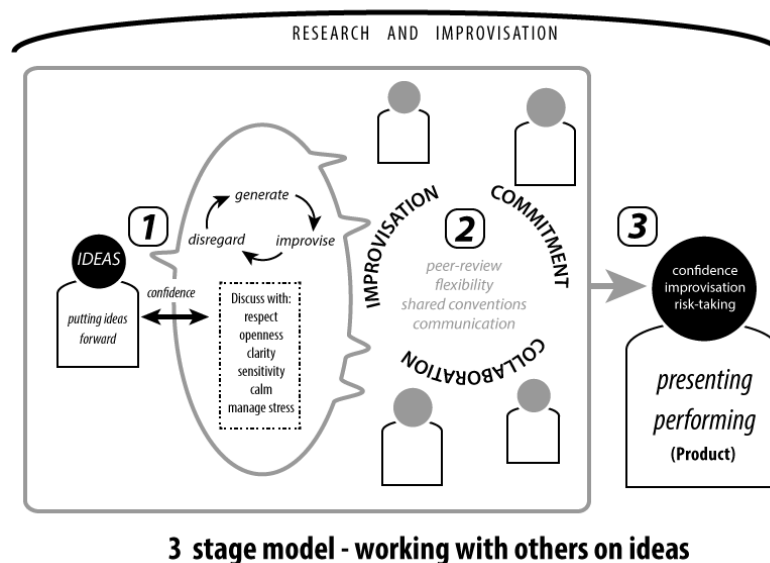 RESEARCH AND IMPROVISATION
1
IDEAS
putting ideas
forward
confidence
generate
improvise
disregard
Discuss with:
respect
openness
clarity
sensitivity
calm
manage stress
IMPROVISATION
COMMITMENT
COLLABORATION
2
peer-review
flexibility
shared conventions
communication
3
confidence
improvisation
risk-taking
presenting
performing
(Product)
3 stage model - working with others on ideas